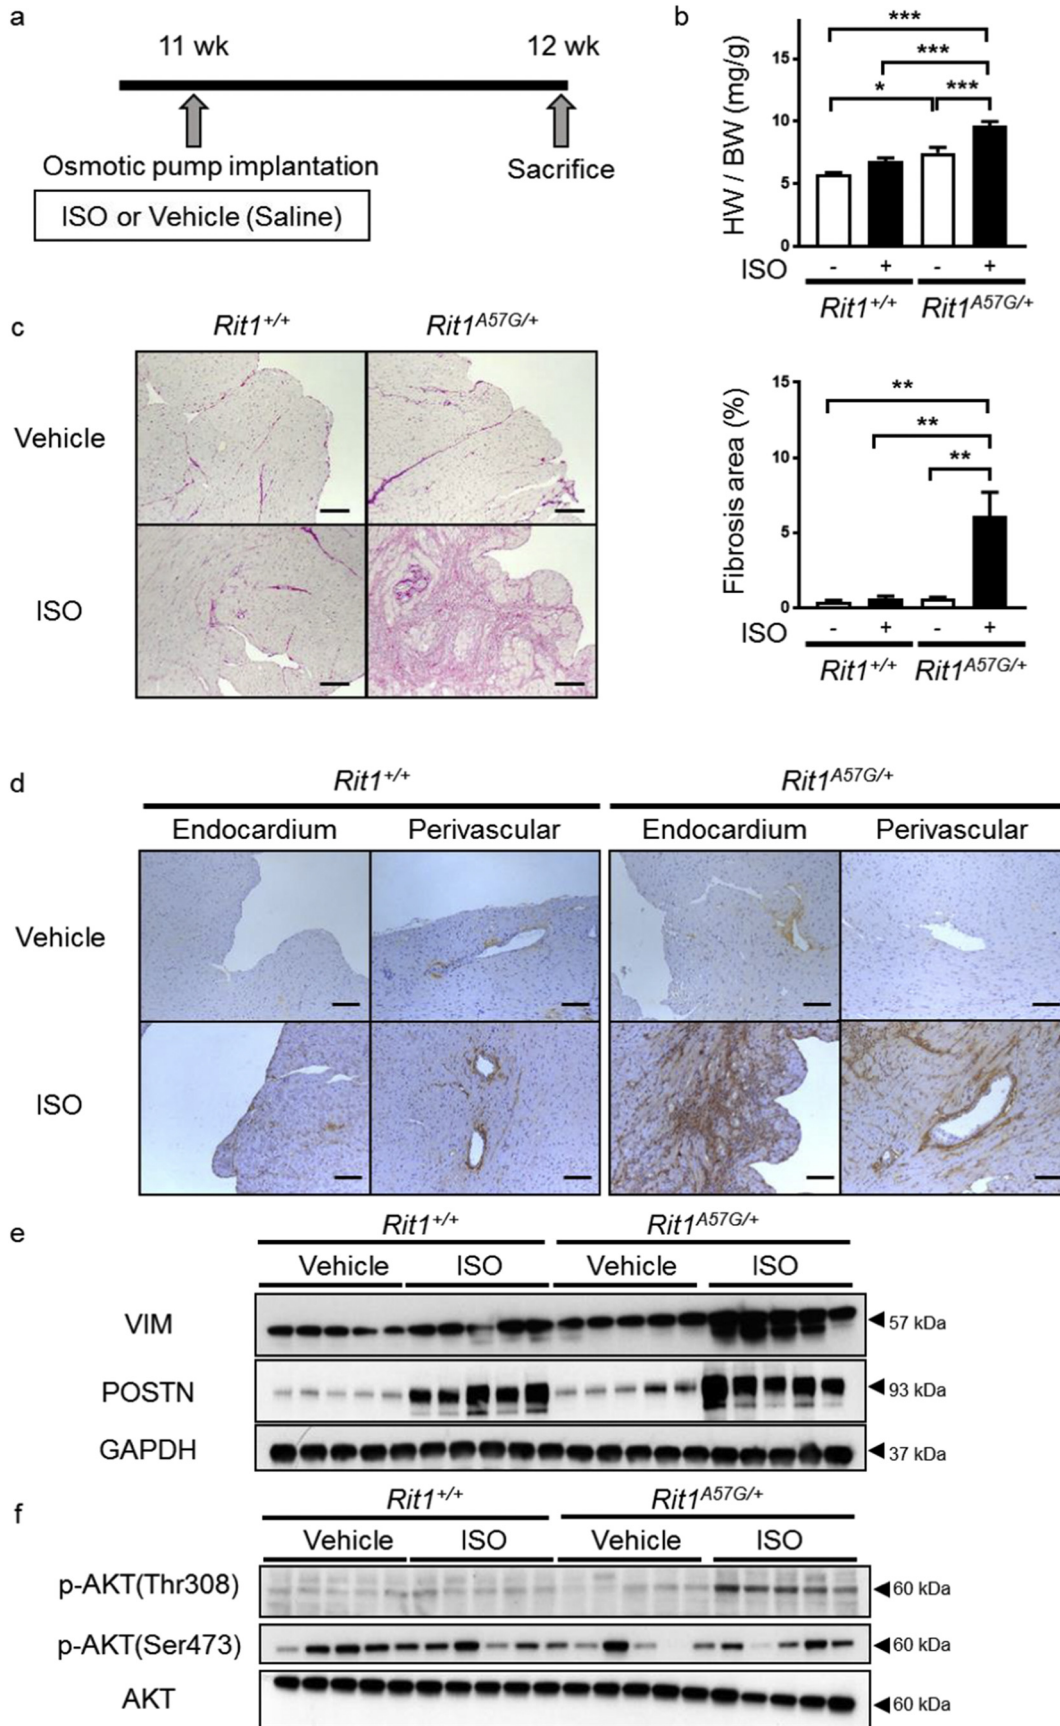 a
11 wk 12 wk
Osmotic pump implantation
Sacrifice
ISO or Vehicle (Saline)
b
HW / BW (mg/g)
15
10
5
0
***
***
* ***
ISO - + - +
Rit1+/+ Rit1A57G/+
c
Rit1+/+ Rit1A57G/+
Vehicle
ISO
Fibrosis area (%)
15
10
5
0
**
**
**
ISO - + - +
Rit1+/+ Rit1A57G/+
d
Rit1+/+ Rit1A57G/+
Endocardium Perivascular Endocardium Perivascular
Vehicle
ISO
e
Rit1+/+ Rit1A57G/+
Vehicle ISO Vehicle ISO
VIM 57 kDa
POSTN 93 kDa
GAPDH 37 kDa
f
Rit1+/+ Rit1A57G/+
Vehicle ISO Vehicle ISO
p-AKT(Thr308) 60 kDa
p-AKT(Ser473) 60 kDa
AKT 60 kDa